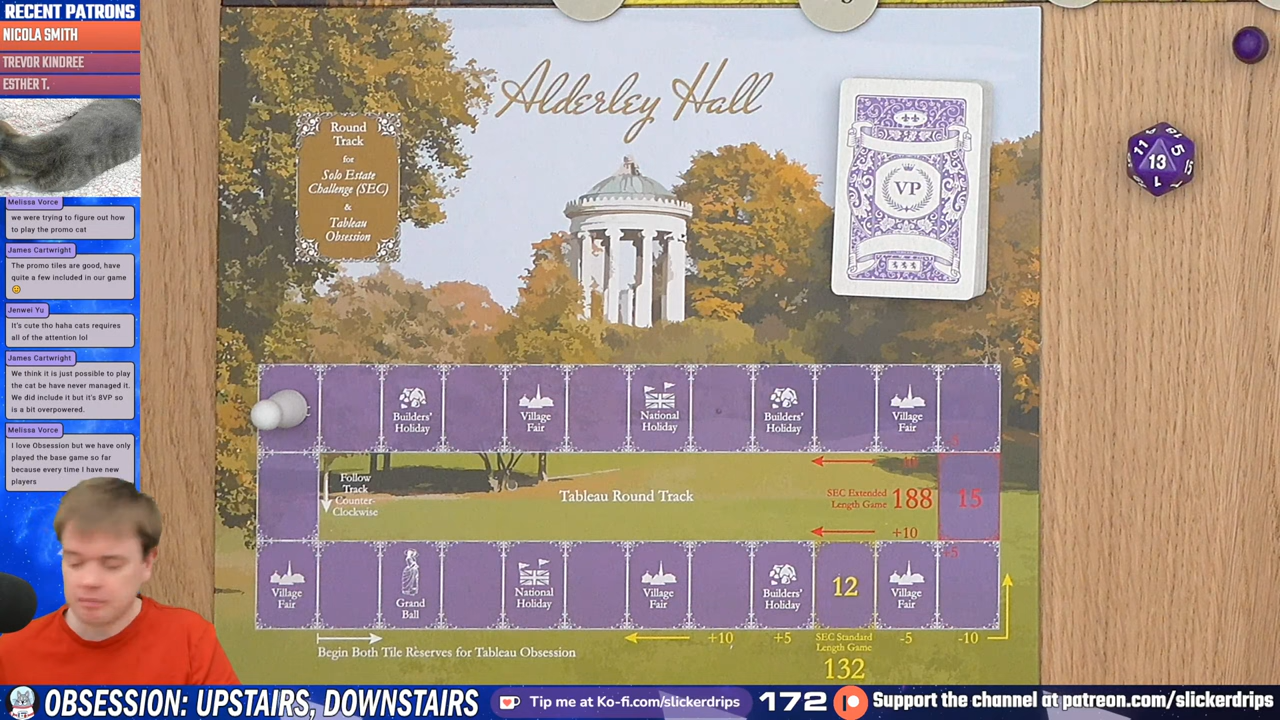 RECENT PATRONS
NICOLA SMITH
TREVOR KINDREE
ESTHER T.
Melissa Vorce
we were trying to figure out how
to play the promo cat
James Cartwright
The promo tiles are good, have
quite a few included in our game
Jenwei Yu
It's cute tho haha cats requires
all of the attention lol
James Cartwright
We think it is just possible to play
the cat be have never managed it.
We did include it but it's 8VP so
is a bit overpowered.
Melissa Vorce
I love Obsession but we have only
played the base game so far
because every time I have new
players
Alderley Hall
Round
Track
for
Solo Estate
Challenge (SEC)
&
Tableau
Obsession
VP
11
13
5
1
Builders'
Holiday
Village
Fair
National
Holiday
Builders'
Holiday
Village
Fair
Follow
Track
Counter-
Clockwise
Tableau Round Track
SEC Extended
Length Game
188
15
+10
Village
Fair
Grand
Ball
National
Holiday
Village
Fair
Builders'
Holiday
12
Village
Fair
Begin Both Tile Reserves for Tableau Obsession
+10
+5
SEC Standard
Length Game
132
-5
-10
OBSESSION: UPSTAIRS, DOWNSTAIRS
Tip me at Ko-fi.com/slickerdrips
172
Support the channel at patreon.com/slickerdrips